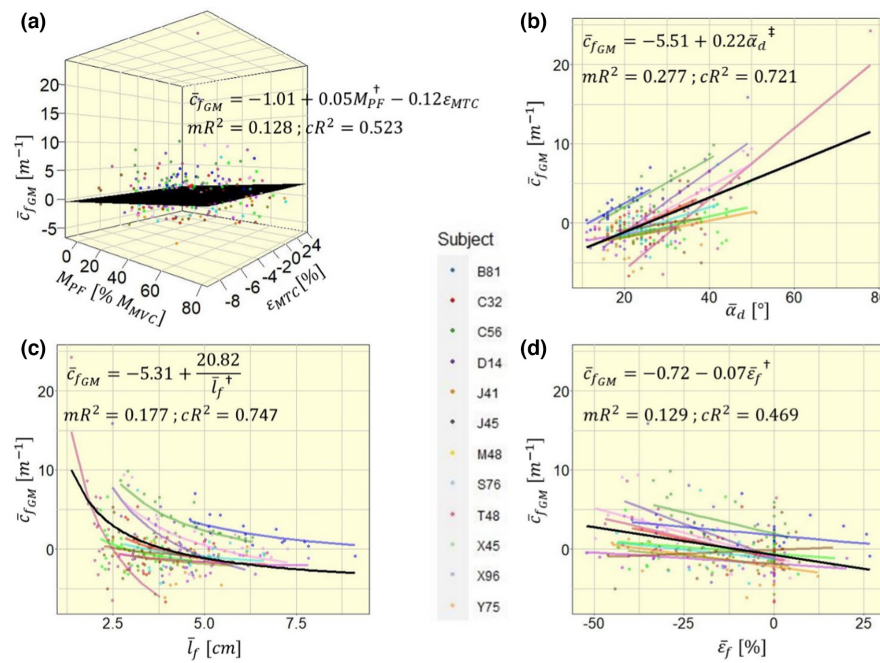 (a)
c̄_fGM = −1.01 + 0.05M_PF^† − 0.12ε_MTC
mR² = 0.128 ; cR² = 0.523
c̄_fGM [m⁻¹]
20
15
10
5
0
-5
0
20
40
60
80
M_PF [% M_MVC]
-8
-6
-4
-2
0
24
ε_MTC [%]
(b)
c̄_fGM = −5.51 + 0.22ᾱ_d^‡
mR² = 0.277 ; cR² = 0.721
c̄_fGM [m⁻¹]
20
10
0
20
40
60
80
ᾱ_d [°]
Subject
B81
C32
C56
D14
J41
J45
M48
S76
T48
X45
X96
Y75
(c)
c̄_fGM = −5.31 + 20.82 / l̄_f^†
mR² = 0.177 ; cR² = 0.747
c̄_fGM [m⁻¹]
20
10
0
2.5
5.0
7.5
l̄_f [cm]
(d)
c̄_fGM = −0.72 − 0.07ε̄_f^†
mR² = 0.129 ; cR² = 0.469
c̄_fGM [m⁻¹]
20
10
0
-50
-25
0
25
ε̄_f [%]